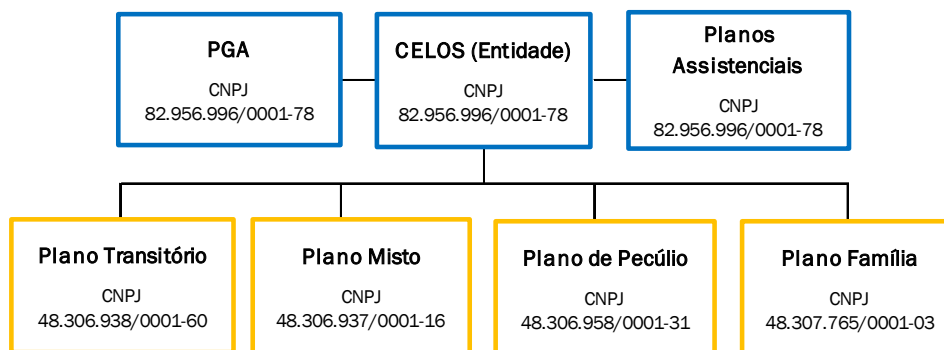 PGA
CNPJ
82.956.996/0001-78
CELOS (Entidade)
CNPJ
82.956.996/0001-78
Planos
Assistenciais
CNPJ
82.956.996/0001-78
Plano Transitório
CNPJ
48.306.938/0001-60
Plano Misto
CNPJ
48.306.937/0001-16
Plano de Pecúlio
CNPJ
48.306.958/0001-31
Plano Família
CNPJ
48.307.765/0001-03